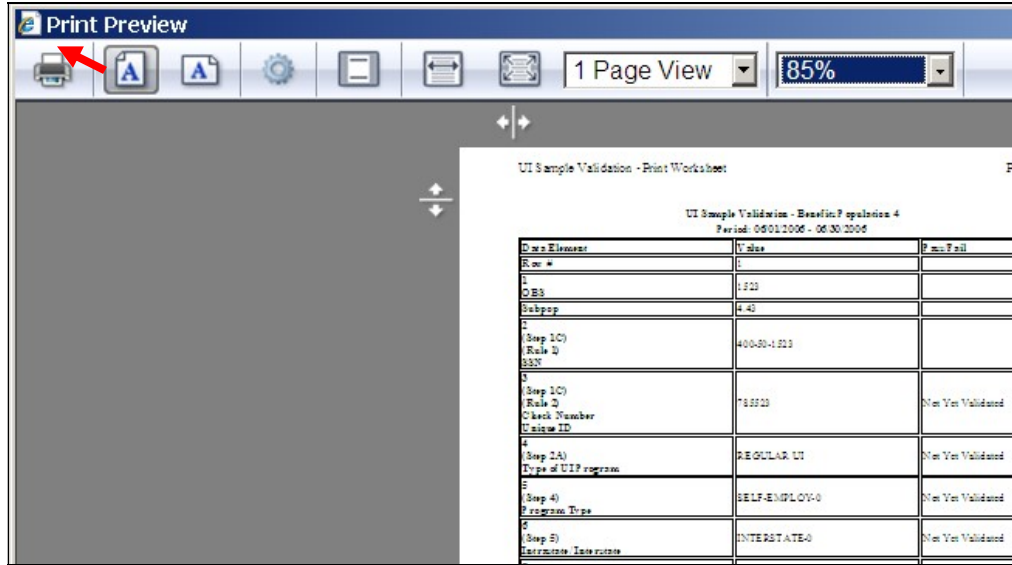 Print Preview
A A 1 Page View 85%
UI Sample Validation - Print Worksheet P
UI Sample Validation - Benefits Population 4
Period: 06/01/2006 - 06/30/2006
Data Element Value Pass/Fail
Row # 1
1
OBS 1523
Subpop 4.43
2
(Step 1C)
(Rule 1) 400-50-1523
SSN
3
(Step 1C)
(Rule 2) 785523 Not Yet Validated
Check Number
Unique ID
4
(Step 2A) REGULAR UI Not Yet Validated
Type of UI Program
5
(Step 4) SELF-EMPLOY-0 Not Yet Validated
Program Type
6
(Step 5) INTERSTATE-0 Not Yet Validated
Intrastate/Interstate